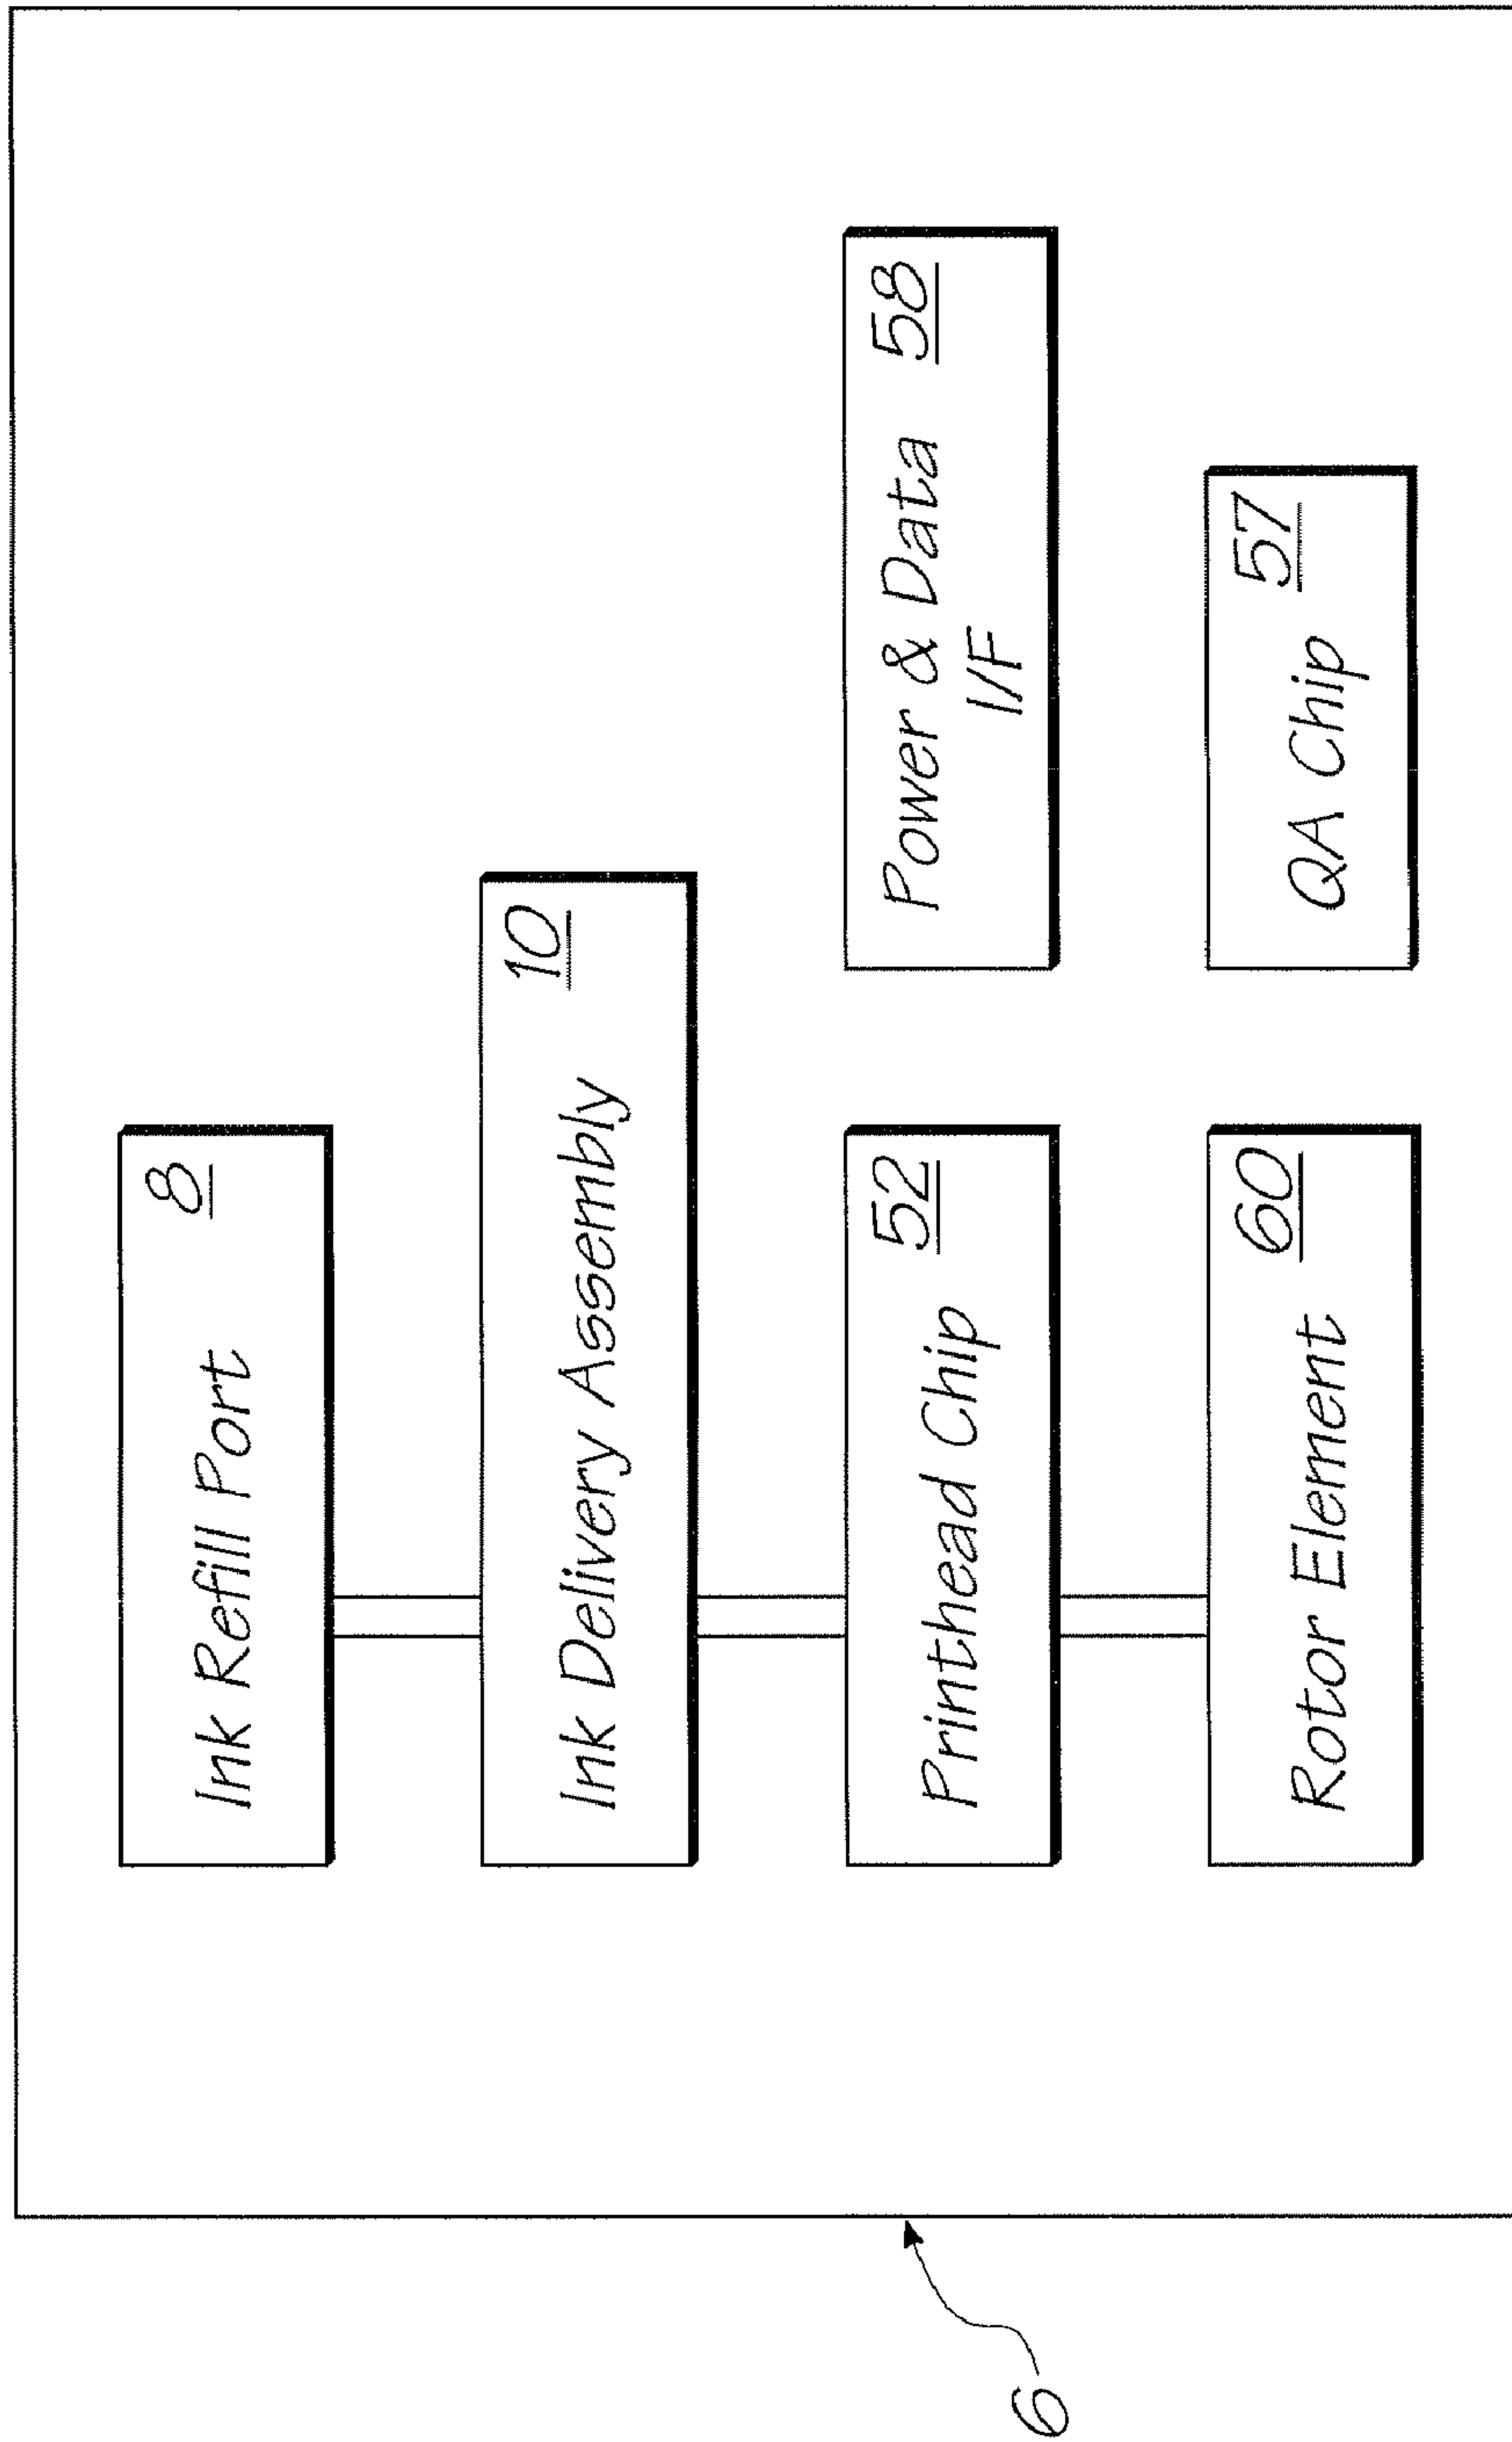 Ink Refill Port 8
Ink Delivery Assembly 10
Printhead Chip 52
Power & Data 58
I/F
Rotor Element 60
QA Chip 57
6